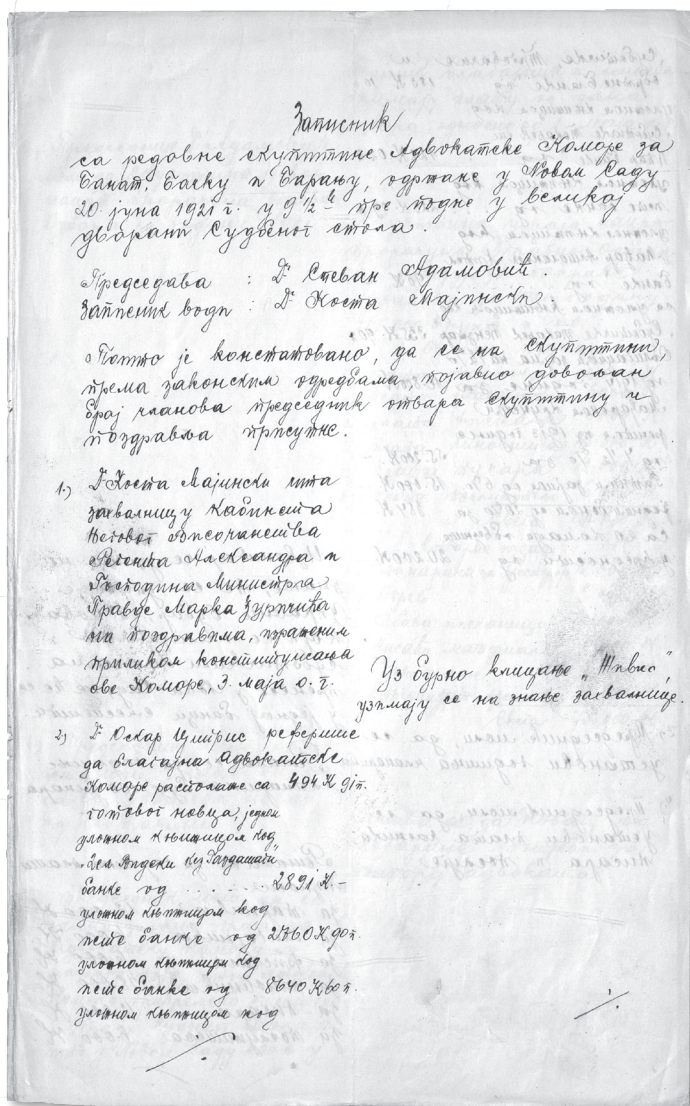 Записник
са редовне скупштине Адвокатске Коморе за
Банат, Бачку и Барању, одржане у Новом Саду
20. јуна 1921 г. у 9 1/2 h пре подне у великој
дворани Судбеног стола.
Председава : Др Стеван Адамовић.
Записник води : Др Коста Мајински.
Пошто је констатовано, да се на скупштини,
према законским одредбама, појавио довољан
број чланова председник отвара скупштину и
поздравља присутне.
1.) Др Коста Мајински чита
захвалницу Кабинета
Његовог Височанства
Регента Александра и
Господина Министра
Правде Марка
на поздравима, израженим
приликом конституисања
ове Коморе, 3. маја о. г.
Уз бурно клицање „Живио"
узимају се на знање захвалнице.
2) Др Оскар реферише
да благајна Адвокатске
Коморе располаже са 494 К 91 п.
готовог новца, једном
уложном књижицом код
банке од . . . . . . 2891 К –
уложном књижицом код
исте банке од 2760 К 90 п.
уложном књижицом код
исте банке од 8640 К 60 п.
уложном књижицом код
./.
./.